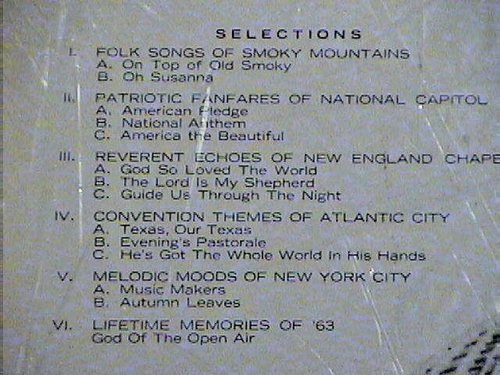 SELECTIONS
I. FOLK SONGS OF SMOKY MOUNTAINS
A. On Top of Old Smoky
B. Oh Susanna
II. PATRIOTIC FANFARES OF NATIONAL CAPITOL
A. American Pledge
B. National Anthem
C. America the Beautiful
III. REVERENT ECHOES OF NEW ENGLAND CHAPE
A. God So Loved The World
B. The Lord Is My Shepherd
C. Guide Us Through The Night
IV. CONVENTION THEMES OF ATLANTIC CITY
A. Texas, Our Texas
B. Evening's Pastorale
C. He's Got The Whole World In His Hands
V. MELODIC MOODS OF NEW YORK CITY
A. Music Makers
B. Autumn Leaves
VI. LIFETIME MEMORIES OF '63
God Of The Open Air